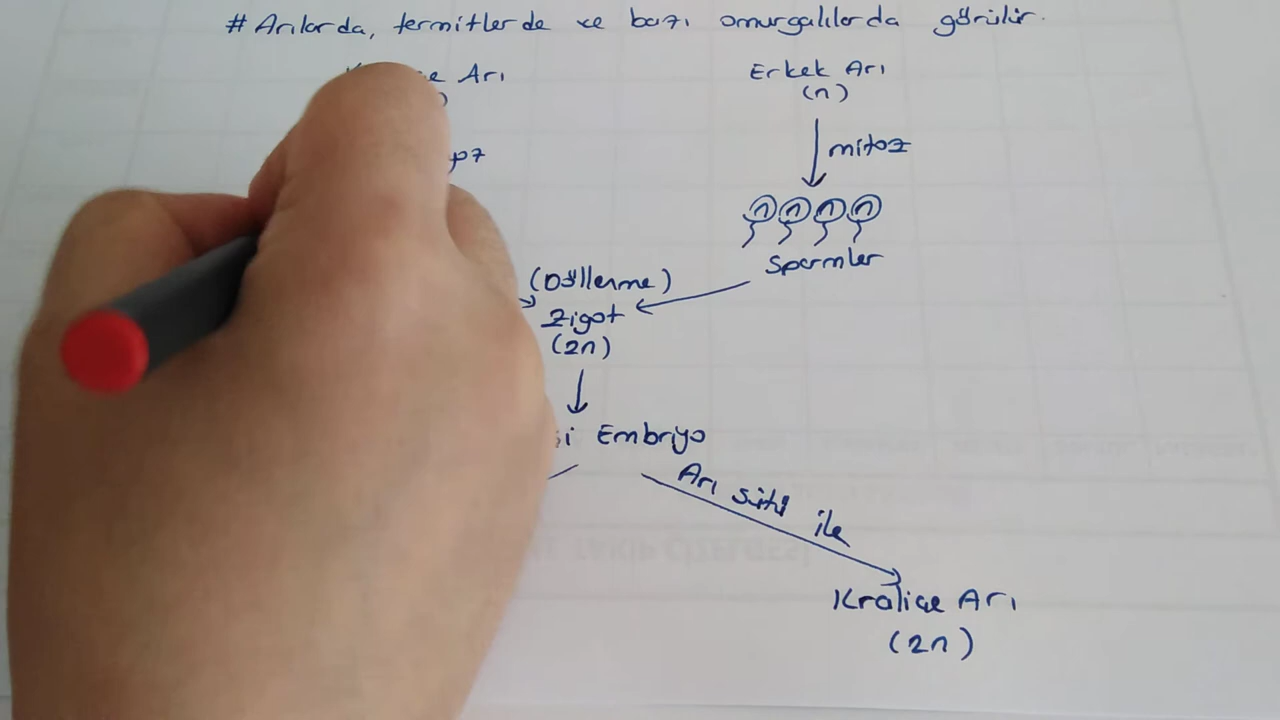 # Arılarda, termitlerde ve bazı omurgalılarda görülür.
Arı
Erkek Arı
(n)
mitoz
n n n n
Spermler
(Döllenme)
Zigot
(2n)
Embriyo
Arı sütü ile
Kraliçe Arı
(2n)